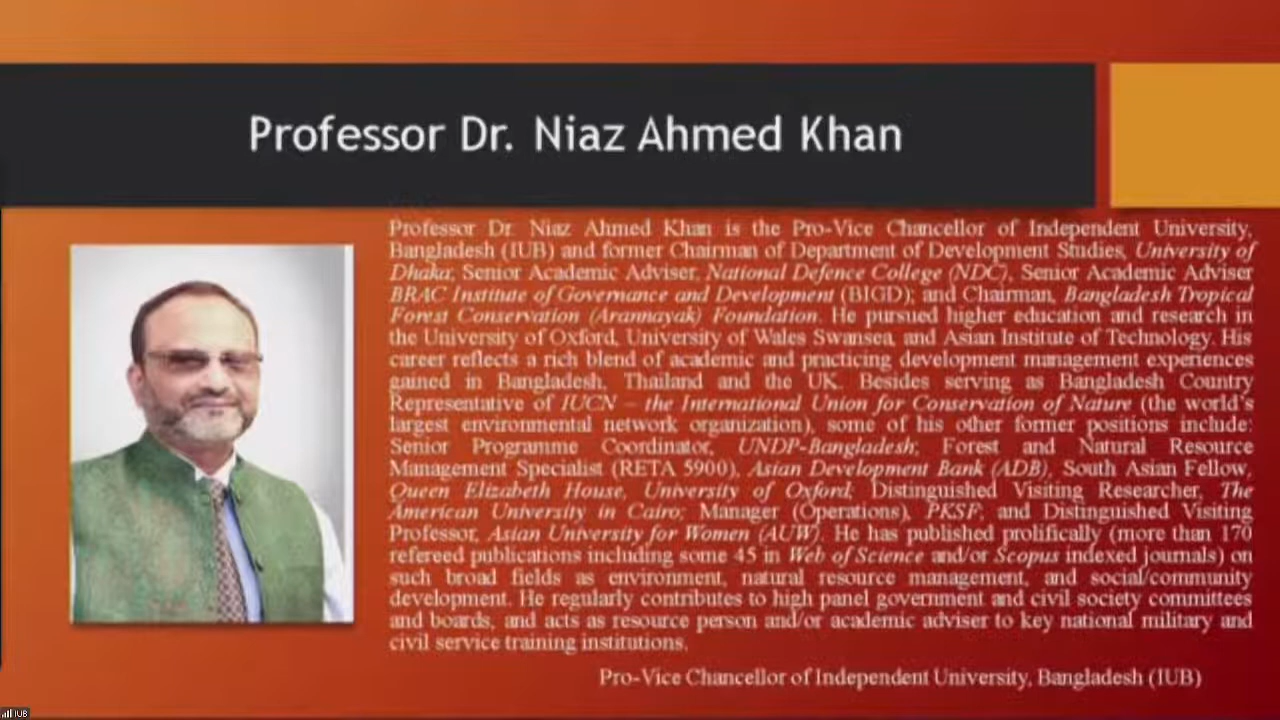 Professor Dr. Niaz Ahmed Khan
Professor Dr. Niaz Ahmed Khan is the Pro-Vice Chancellor of Independent University,
Bangladesh (IUB) and former Chairman of Department of Development Studies, University of
Dhaka; Senior Academic Adviser, National Defence College (NDC), Senior Academic Adviser
BRAC Institute of Governance and Development (BIGD); and Chairman, Bangladesh Tropical
Forest Conservation (Arannayak) Foundation. He pursued higher education and research in
the University of Oxford, University of Wales Swansea, and Asian Institute of Technology. His
career reflects a rich blend of academic and practicing development management experiences
gained in Bangladesh, Thailand and the UK. Besides serving as Bangladesh Country
Representative of IUCN – the International Union for Conservation of Nature (the world's
largest environmental network organization), some of his other former positions include:
Senior Programme Coordinator, UNDP-Bangladesh; Forest and Natural Resource
Management Specialist (RETA 5900), Asian Development Bank (ADB), South Asian Fellow,
Queen Elizabeth House, University of Oxford; Distinguished Visiting Researcher, The
American University in Cairo; Manager (Operations), PKSF; and Distinguished Visiting
Professor, Asian University for Women (AUW). He has published prolifically (more than 170
refereed publications including some 45 in Web of Science and/or Scopus indexed journals) on
such broad fields as environment, natural resource management, and social/community
development. He regularly contributes to high panel government and civil society committees
and boards, and acts as resource person and/or academic adviser to key national military and
civil service training institutions.
Pro-Vice Chancellor of Independent University, Bangladesh (IUB)
IUB